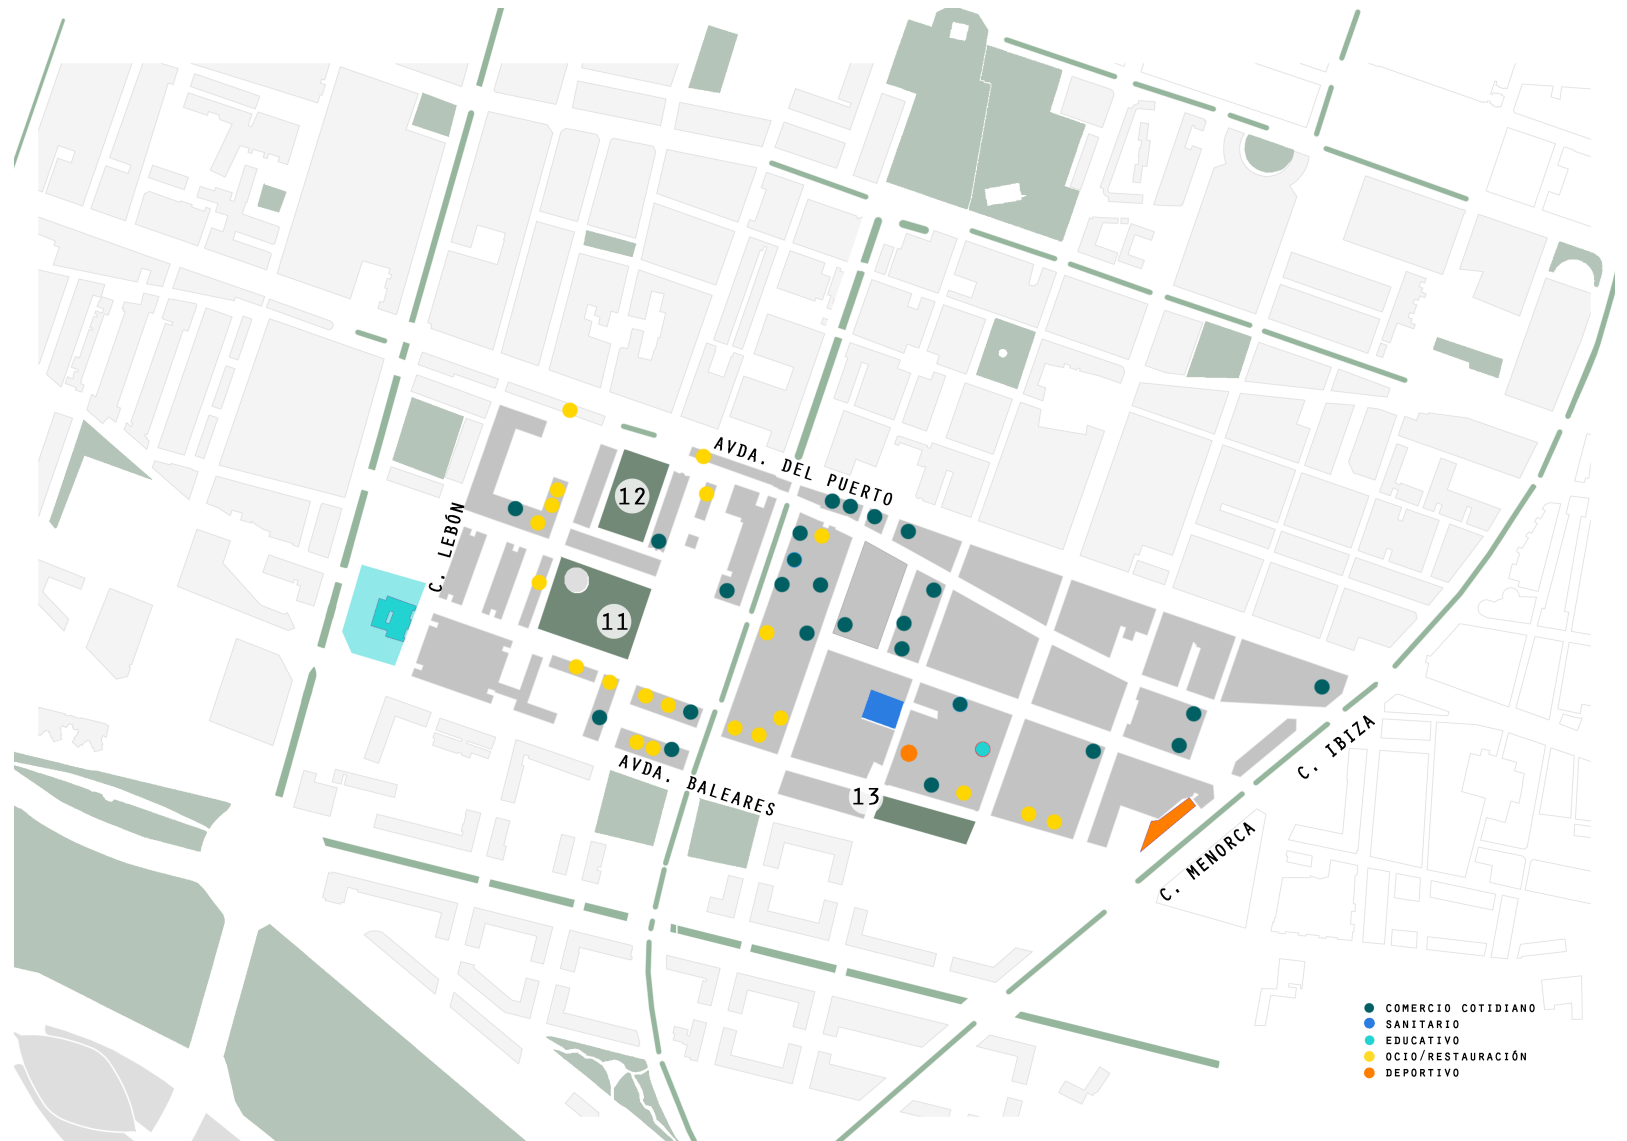 AVDA. DEL PUERTO
12
C. LEBÓN
11
C. IBIZA
AVDA. BALEARES
13
C. MENORCA
COMERCIO COTIDIANO
SANITARIO
EDUCATIVO
OCIO/RESTAURACIÓN
DEPORTIVO